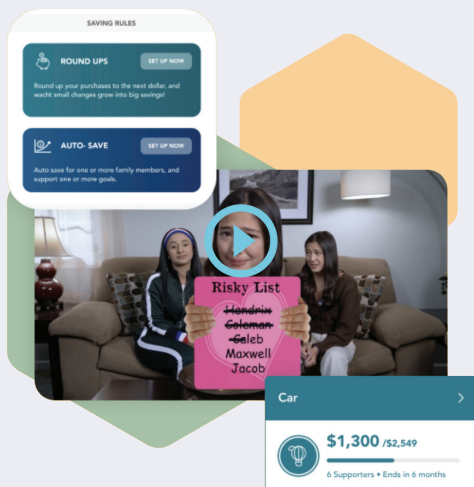 SAVING RULES
ROUND UPS
SET UP NOW
Round up your purchases to the next dollar, and
wacht small changes grow into big savings!
AUTO- SAVE
SET UP NOW
Auto save for one or more family members, and
support one or more goals.
Risky List
Hendrix
Coleman
Caleb
Maxwell
Jacob
Car
$1,300 /$2,549
6 Supporters • Ends in 6 months